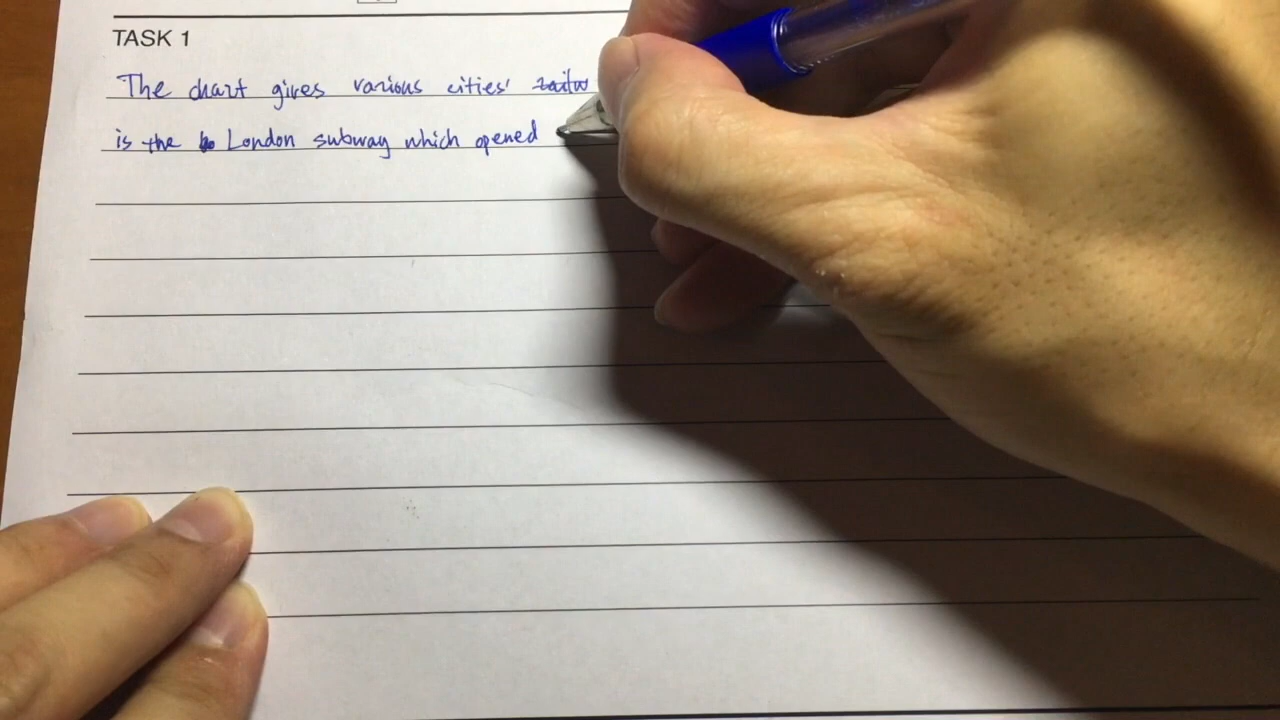 TASK 1
The chart gives various cities' railw
is the London subway which opened